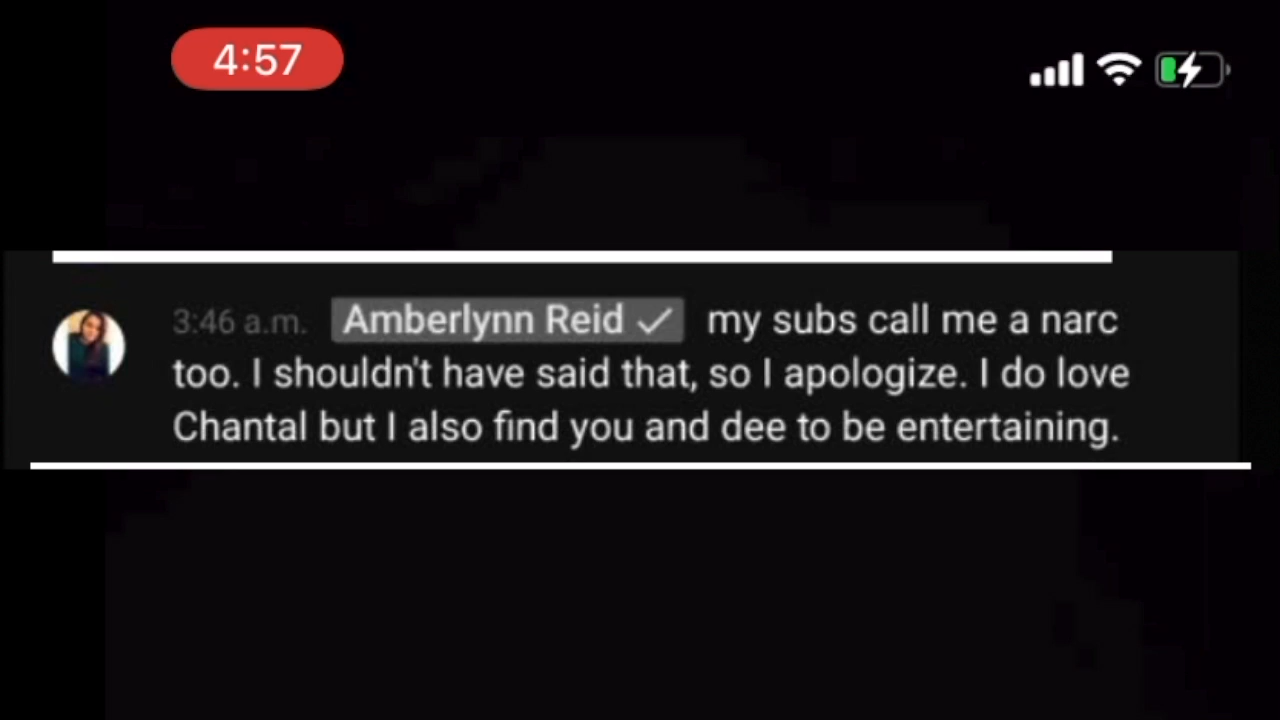 4:57
3:46 a.m. Amberlynn Reid ✓ my subs call me a narc
too. I shouldn't have said that, so I apologize. I do love
Chantal but I also find you and dee to be entertaining.